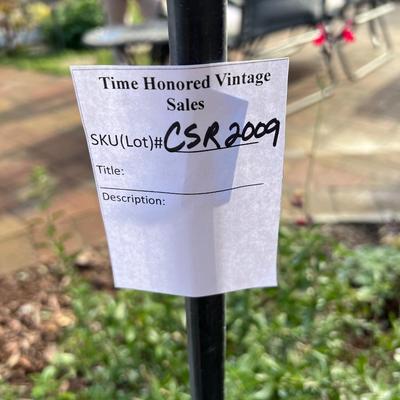 Time Honored Vintage
Sales
SKU(Lot)# CSR2009
Title:
Description: